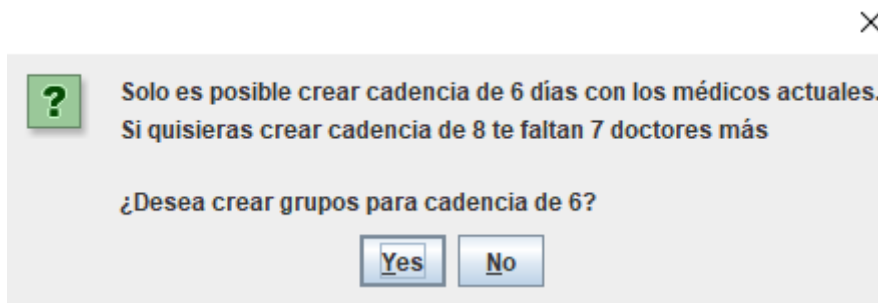 Solo es posible crear cadencia de 6 días con los médicos actuales.
Si quisieras crear cadencia de 8 te faltan 7 doctores más
¿Desea crear grupos para cadencia de 6?
Yes No